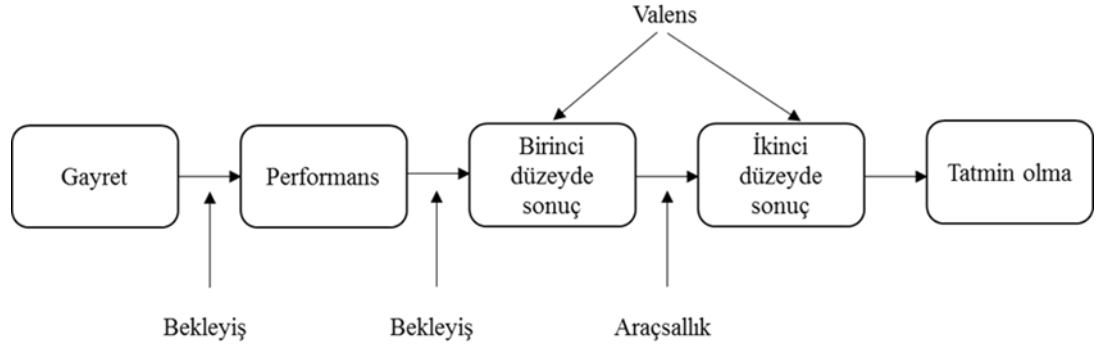 Valens
Gayret
Performans
Birinci
düzeyde
sonuç
İkinci
düzeyde
sonuç
Tatmin olma
Bekleyiş
Bekleyiş
Araçsallık